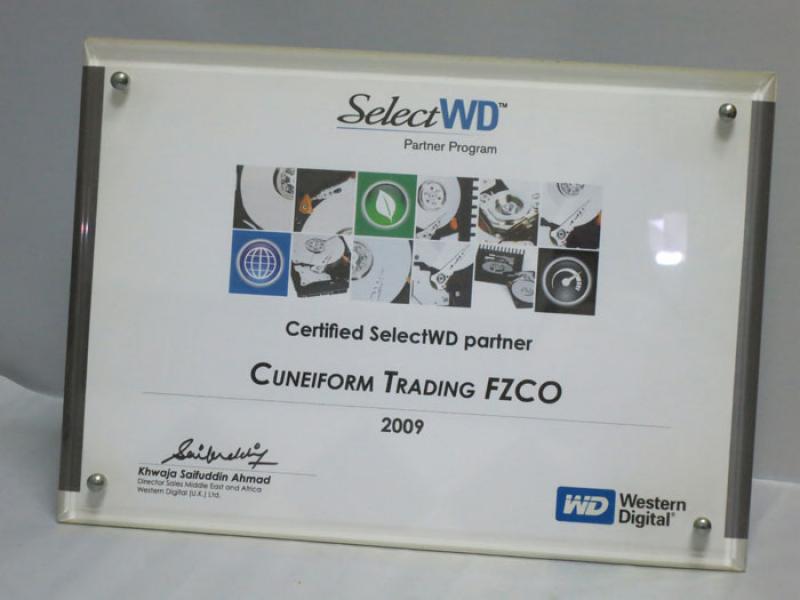 SelectWD™
Partner Program
Certified SelectWD partner
CUNEIFORM TRADING FZCO
2009
Khwaja Saifuddin Ahmad
Director Sales Middle East and Africa
Western Digital (U.K.) Ltd.
WD Western
Digital®